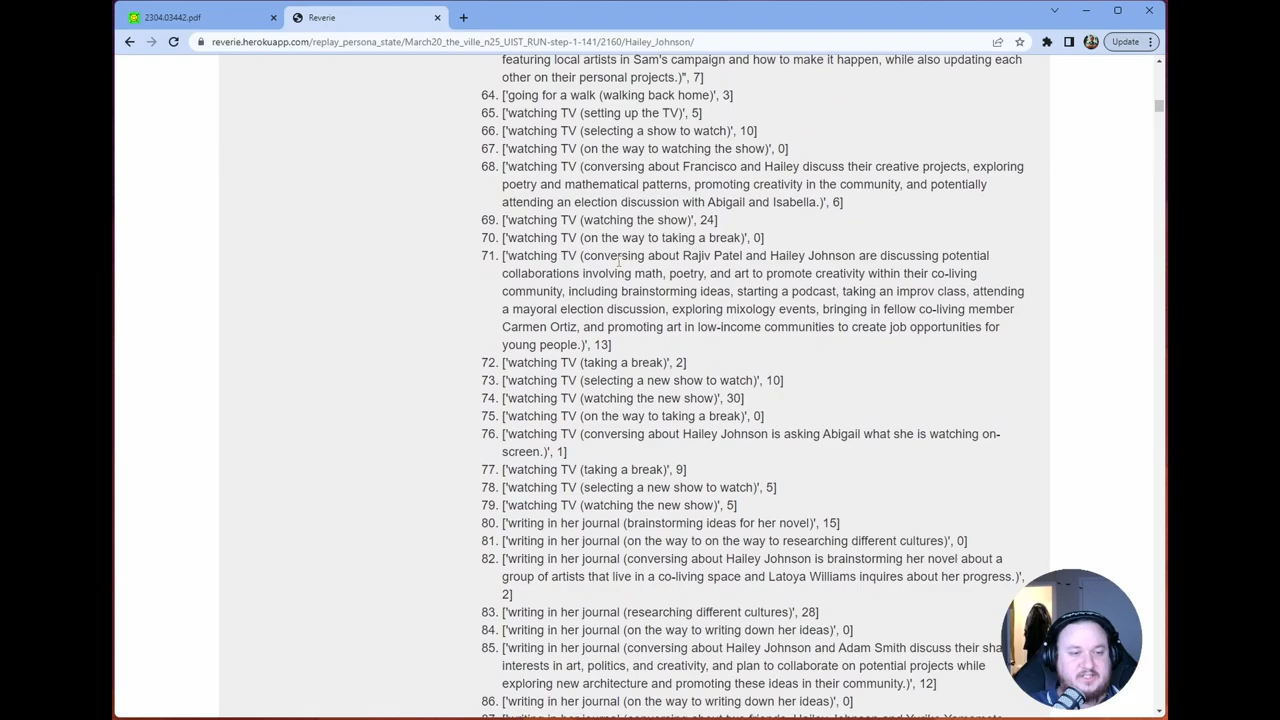 2304.03442.pdf
Reverie
reverie.herokuapp.com/replay_persona_state/March20_the_ville_n25_UIST_RUN-step-1-141/2160/Hailey_Johnson/
Update
featuring local artists in Sam's campaign and how to make it happen, while also updating each
other on their personal projects.)", 7]
64. ['going for a walk (walking back home)', 3]
65. ['watching TV (setting up the TV)', 5]
66. ['watching TV (selecting a show to watch)', 10]
67. ['watching TV (on the way to watching the show)', 0]
68. ['watching TV (conversing about Francisco and Hailey discuss their creative projects, exploring
poetry and mathematical patterns, promoting creativity in the community, and potentially
attending an election discussion with Abigail and Isabella.)', 6]
69. ['watching TV (watching the show)', 24]
70. ['watching TV (on the way to taking a break)', 0]
71. ['watching TV (conversing about Rajiv Patel and Hailey Johnson are discussing potential
collaborations involving math, poetry, and art to promote creativity within their co-living
community, including brainstorming ideas, starting a podcast, taking an improv class, attending
a mayoral election discussion, exploring mixology events, bringing in fellow co-living member
Carmen Ortiz, and promoting art in low-income communities to create job opportunities for
young people.)', 13]
72. ['watching TV (taking a break)', 2]
73. ['watching TV (selecting a new show to watch)', 10]
74. ['watching TV (watching the new show)', 30]
75. ['watching TV (on the way to taking a break)', 0]
76. ['watching TV (conversing about Hailey Johnson is asking Abigail what she is watching on-
screen.)', 1]
77. ['watching TV (taking a break)', 9]
78. ['watching TV (selecting a new show to watch)', 5]
79. ['watching TV (watching the new show)', 5]
80. ['writing in her journal (brainstorming ideas for her novel)', 15]
81. ['writing in her journal (on the way to on the way to researching different cultures)', 0]
82. ['writing in her journal (conversing about Hailey Johnson is brainstorming her novel about a
group of artists that live in a co-living space and Latoya Williams inquires about her progress.)',
2]
83. ['writing in her journal (researching different cultures)', 28]
84. ['writing in her journal (on the way to writing down her ideas)', 0]
85. ['writing in her journal (conversing about Hailey Johnson and Adam Smith discuss their sha
interests in art, politics, and creativity, and plan to collaborate on potential projects while
exploring new architecture and promoting these ideas in their community.)', 12]
86. ['writing in her journal (on the way to writing down her ideas)', 0]